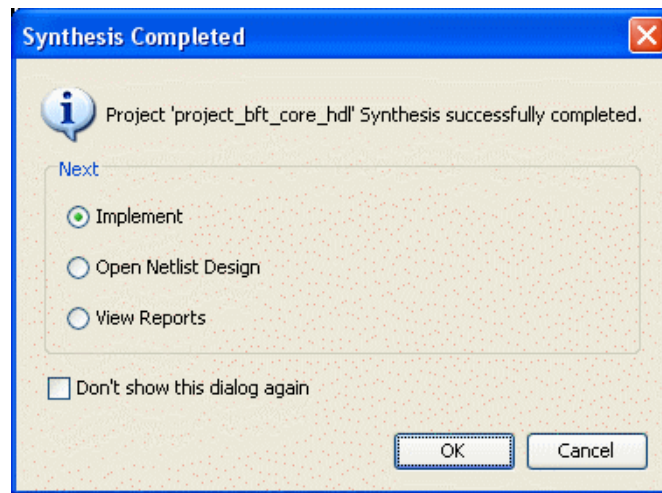 Synthesis Completed
Project 'project_bft_core_hdl' Synthesis successfully completed.
Next
Implement
Open Netlist Design
View Reports
Don't show this dialog again
OK
Cancel